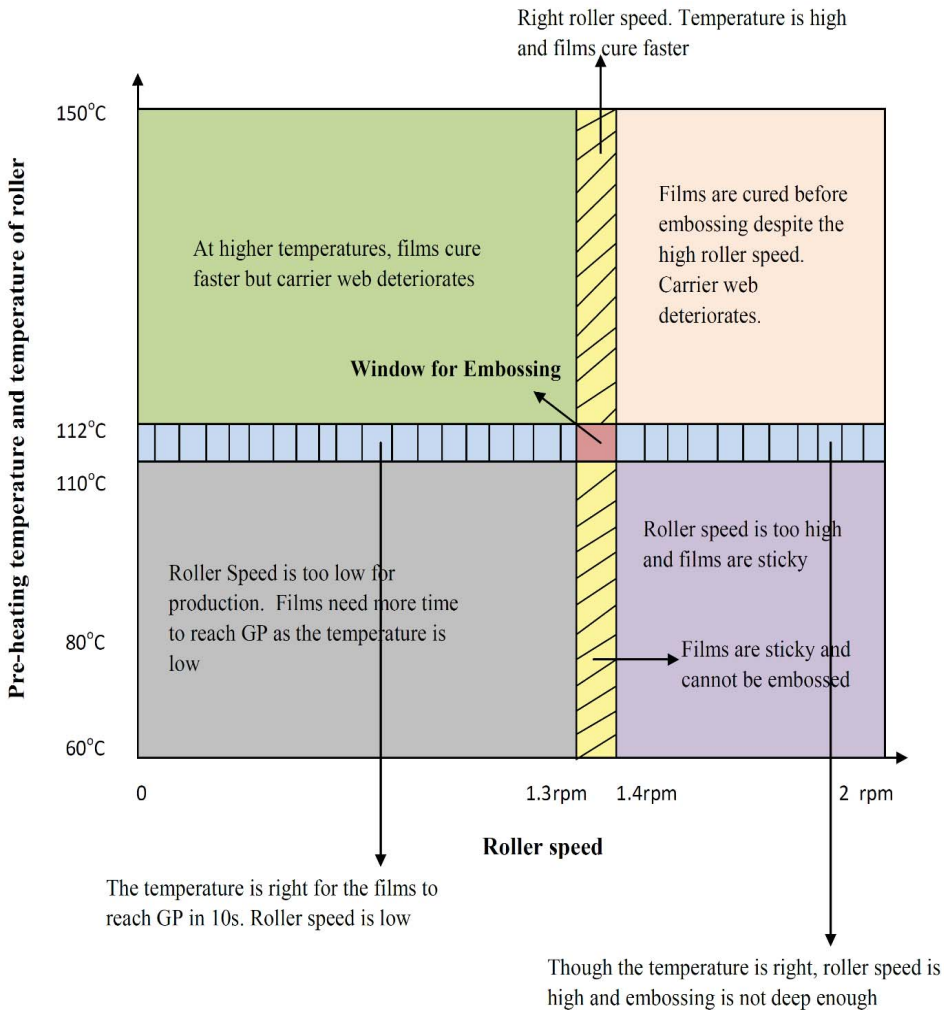 Right roller speed. Temperature is high
and films cure faster
Pre-heating temperature and temperature of roller
150°C
At higher temperatures, films cure
faster but carrier web deteriorates
Films are cured before
embossing despite the
high roller speed.
Carrier web
deteriorates.
Window for Embossing
112°C
110°C
Roller Speed is too low for
production. Films need more time
to reach GP as the temperature is
low
Roller speed is too high
and films are sticky
80°C
Films are sticky and
cannot be embossed
60°C
0
1.3rpm
1.4rpm
2 rpm
Roller speed
The temperature is right for the films to
reach GP in 10s. Roller speed is low
Though the temperature is right, roller speed is
high and embossing is not deep enough